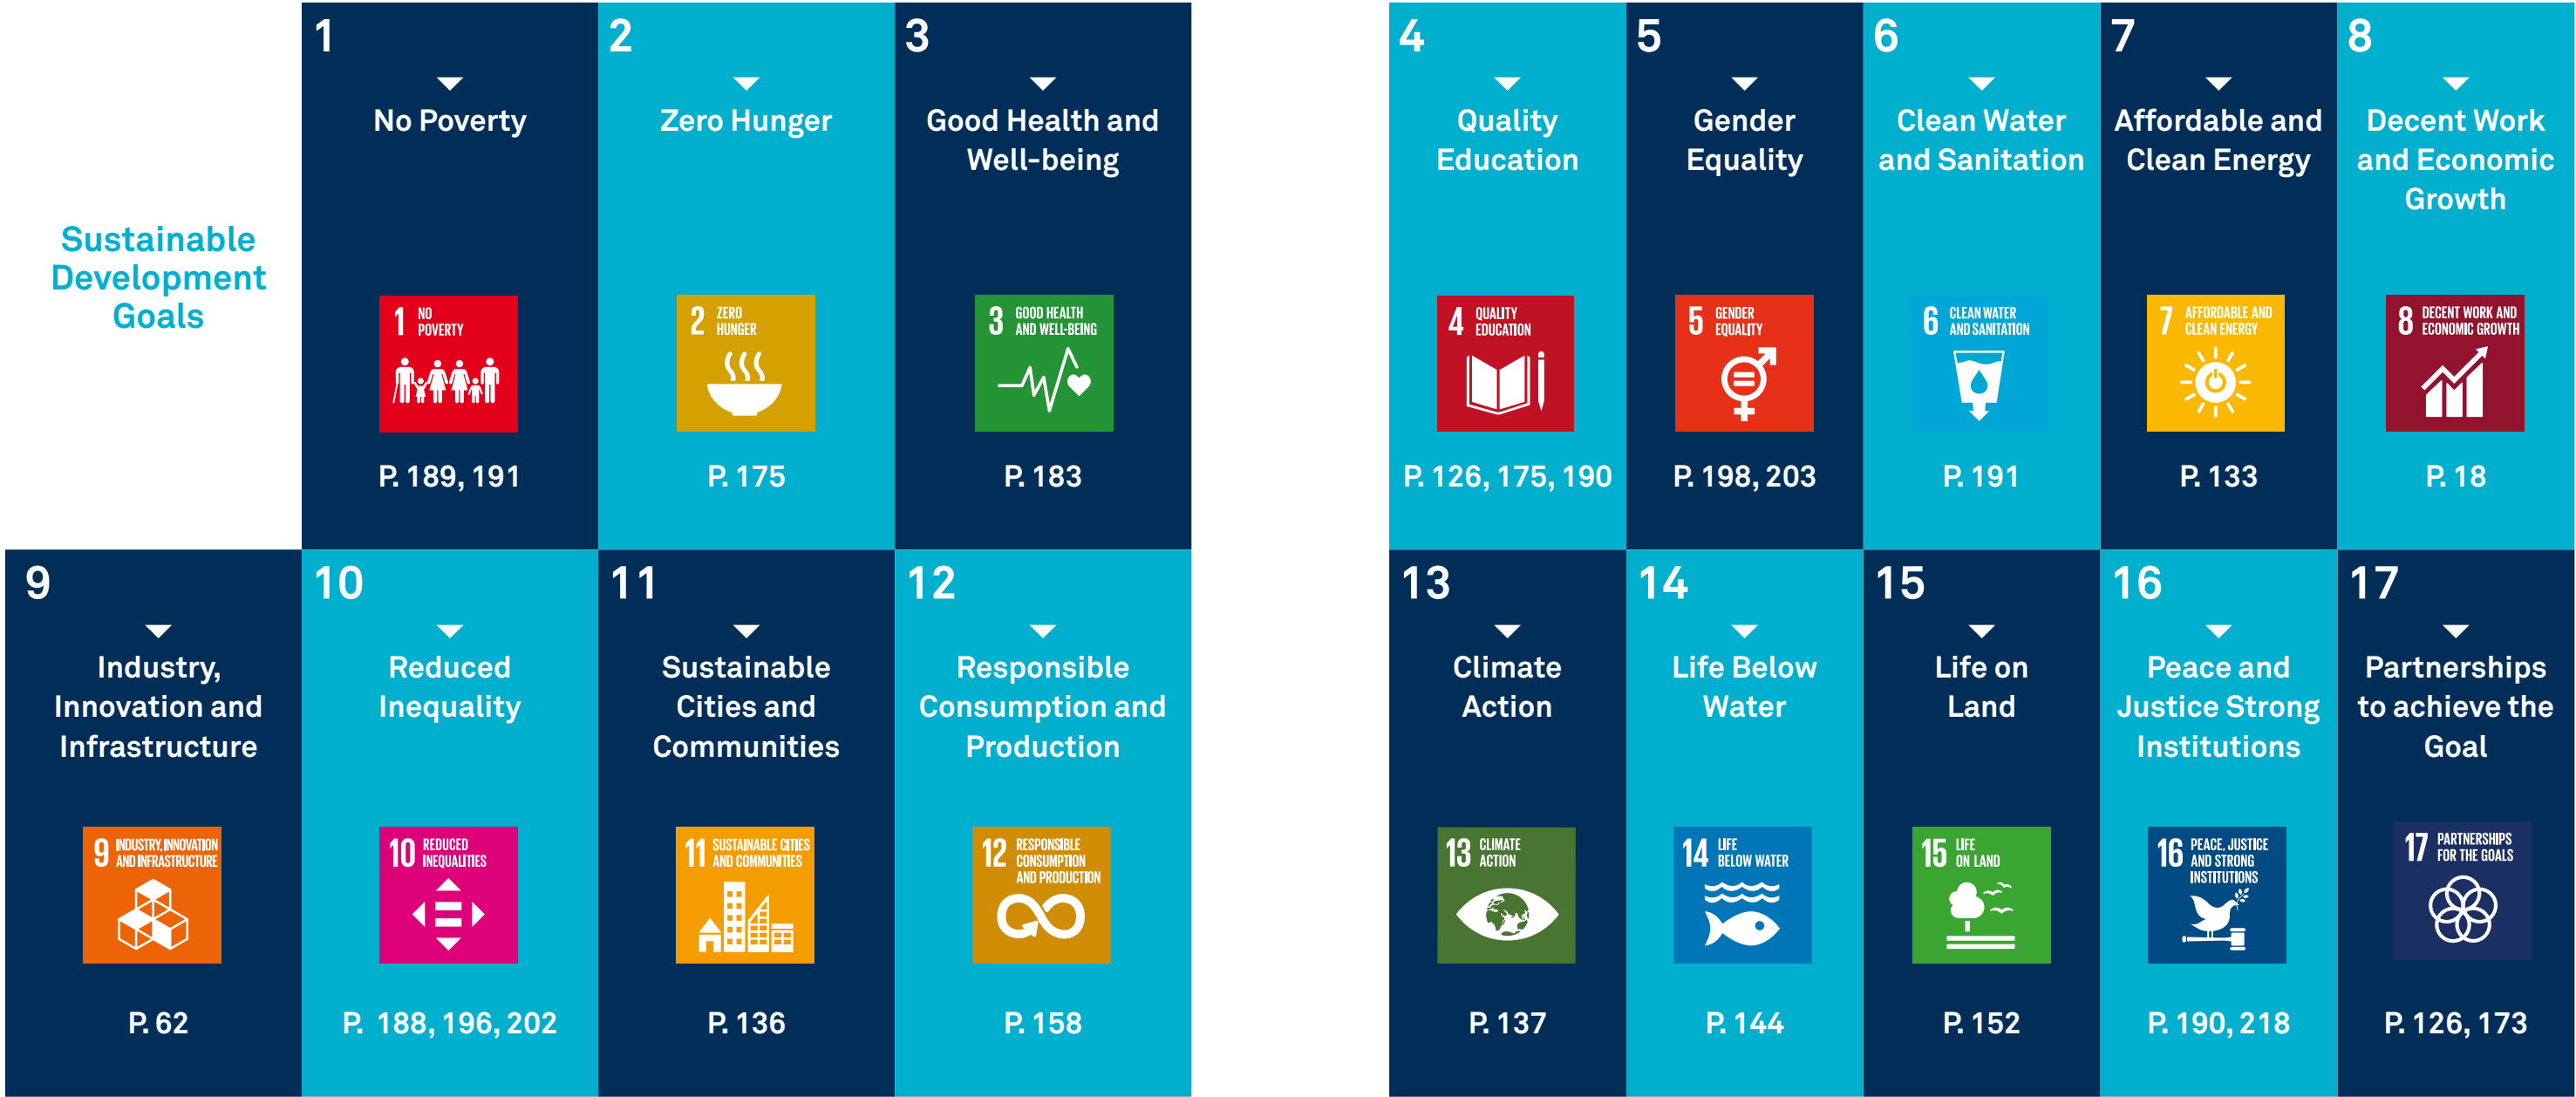 Sustainable
Development
Goals
1
No Poverty
1 NO
POVERTY
P. 189, 191
2
Zero Hunger
2 ZERO
HUNGER
P. 175
3
Good Health and
Well-being
3 GOOD HEALTH
AND WELL-BEING
P. 183
4
Quality
Education
4 QUALITY
EDUCATION
P. 126, 175, 190
5
Gender
Equality
5 GENDER
EQUALITY
P. 198, 203
6
Clean Water
and Sanitation
6 CLEAN WATER
AND SANITATION
P. 191
7
Affordable and
Clean Energy
7 AFFORDABLE AND
CLEAN ENERGY
P. 133
8
Decent Work
and Economic
Growth
8 DECENT WORK AND
ECONOMIC GROWTH
P. 18
9
Industry,
Innovation and
Infrastructure
9 INDUSTRY, INNOVATION
AND INFRASTRUCTURE
P. 62
10
Reduced
Inequality
10 REDUCED
INEQUALITIES
P. 188, 196, 202
11
Sustainable
Cities and
Communities
11 SUSTAINABLE CITIES
AND COMMUNITIES
P. 136
12
Responsible
Consumption and
Production
12 RESPONSIBLE
CONSUMPTION
AND PRODUCTION
P. 158
13
Climate
Action
13 CLIMATE
ACTION
P. 137
14
Life Below
Water
14 LIFE
BELOW WATER
P. 144
15
Life on
Land
15 LIFE
ON LAND
P. 152
16
Peace and
Justice Strong
Institutions
16 PEACE, JUSTICE
AND STRONG
INSTITUTIONS
P. 190, 218
17
Partnerships
to achieve the
Goal
17 PARTNERSHIPS
FOR THE GOALS
P. 126, 173